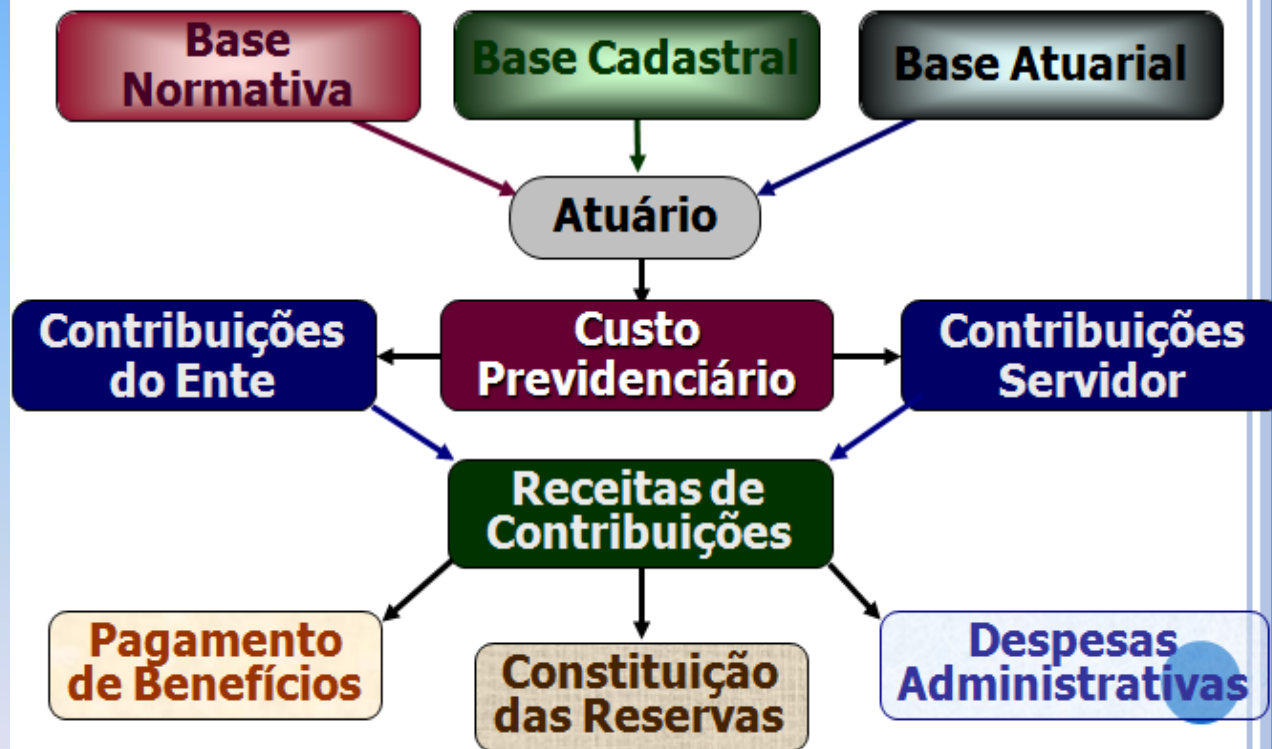 Base
Normativa
Base Cadastral
Base Atuarial
Atuário
Contribuições
do Ente
Custo
Previdenciário
Contribuições
Servidor
Receitas de
Contribuições
Pagamento
de Benefícios
Constituição
das Reservas
Despesas
Administrativas